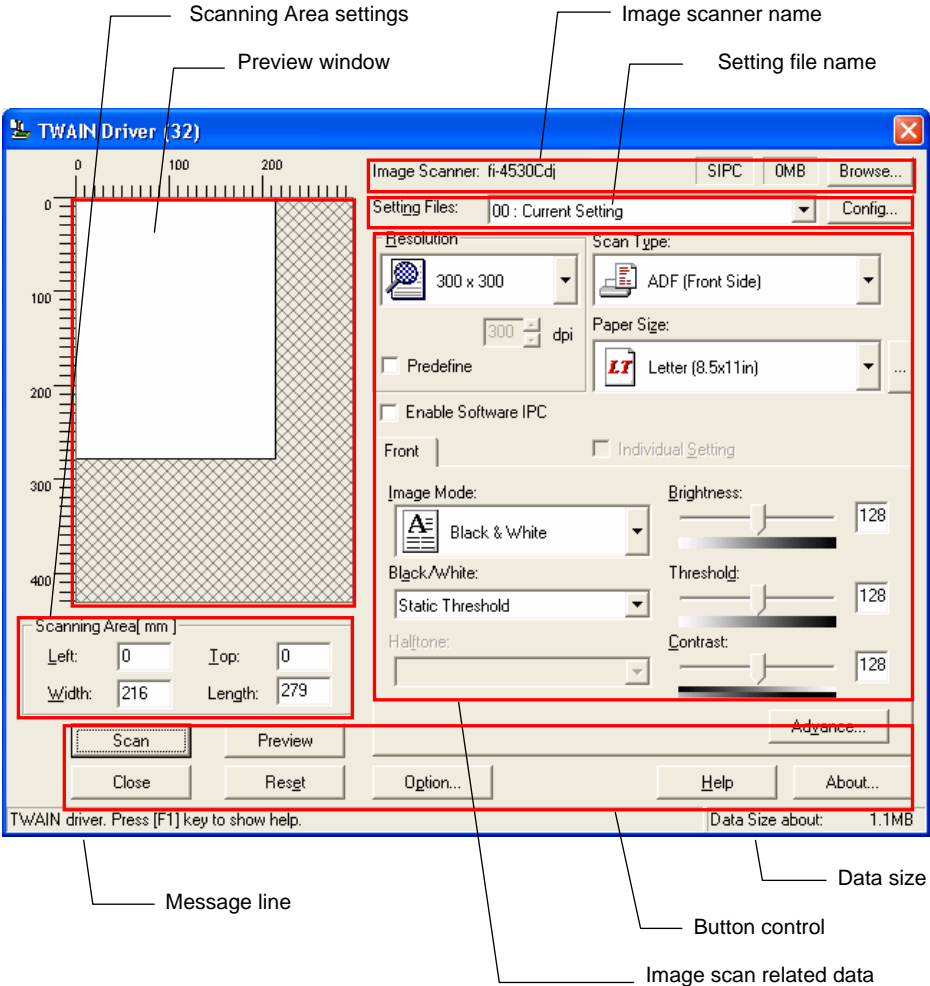 Scanning Area settings
Image scanner name
Preview window
Setting file name
TWAIN Driver (32)
0 100 200
Image Scanner: fi-4530Cdj SIPC 0MB Browse...
0
Setting Files: 00 : Current Setting Config...
Resolution Scan Type:
300 x 300 ADF (Front Side)
100
300 dpi Paper Size:
Predefine LT Letter (8.5x11in) ...
200
Enable Software IPC
Front Individual Setting
300
Image Mode: Brightness:
A Black & White 128
400
Black/White: Threshold:
Static Threshold 128
Scanning Area[ mm ]
Halftone: Contrast:
Left: 0 Top: 0
128
Width: 216 Length: 279
Advance...
Scan Preview
Close Reset Option... Help About...
TWAIN driver. Press [F1] key to show help. Data Size about: 1.1MB
Data size
Message line
Button control
Image scan related data